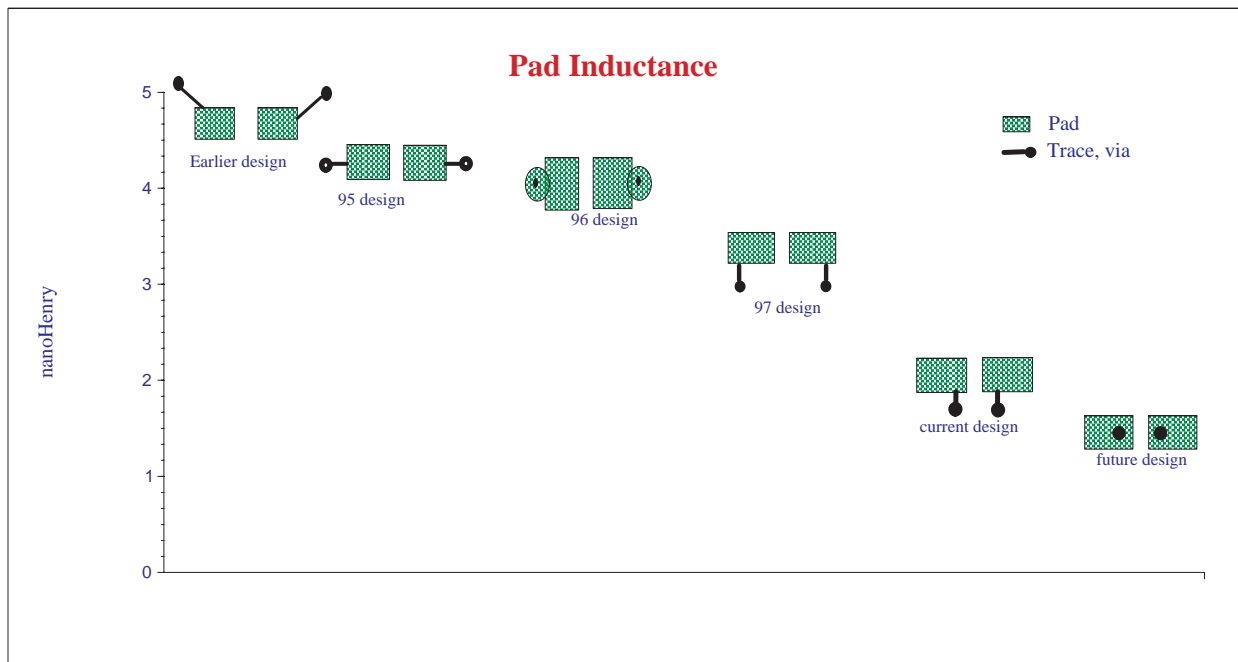 Pad Inductance
5
Pad
Trace, via
Earlier design
4
95 design
96 design
nanoHenry
3
97 design
2
current design
future design
1
0